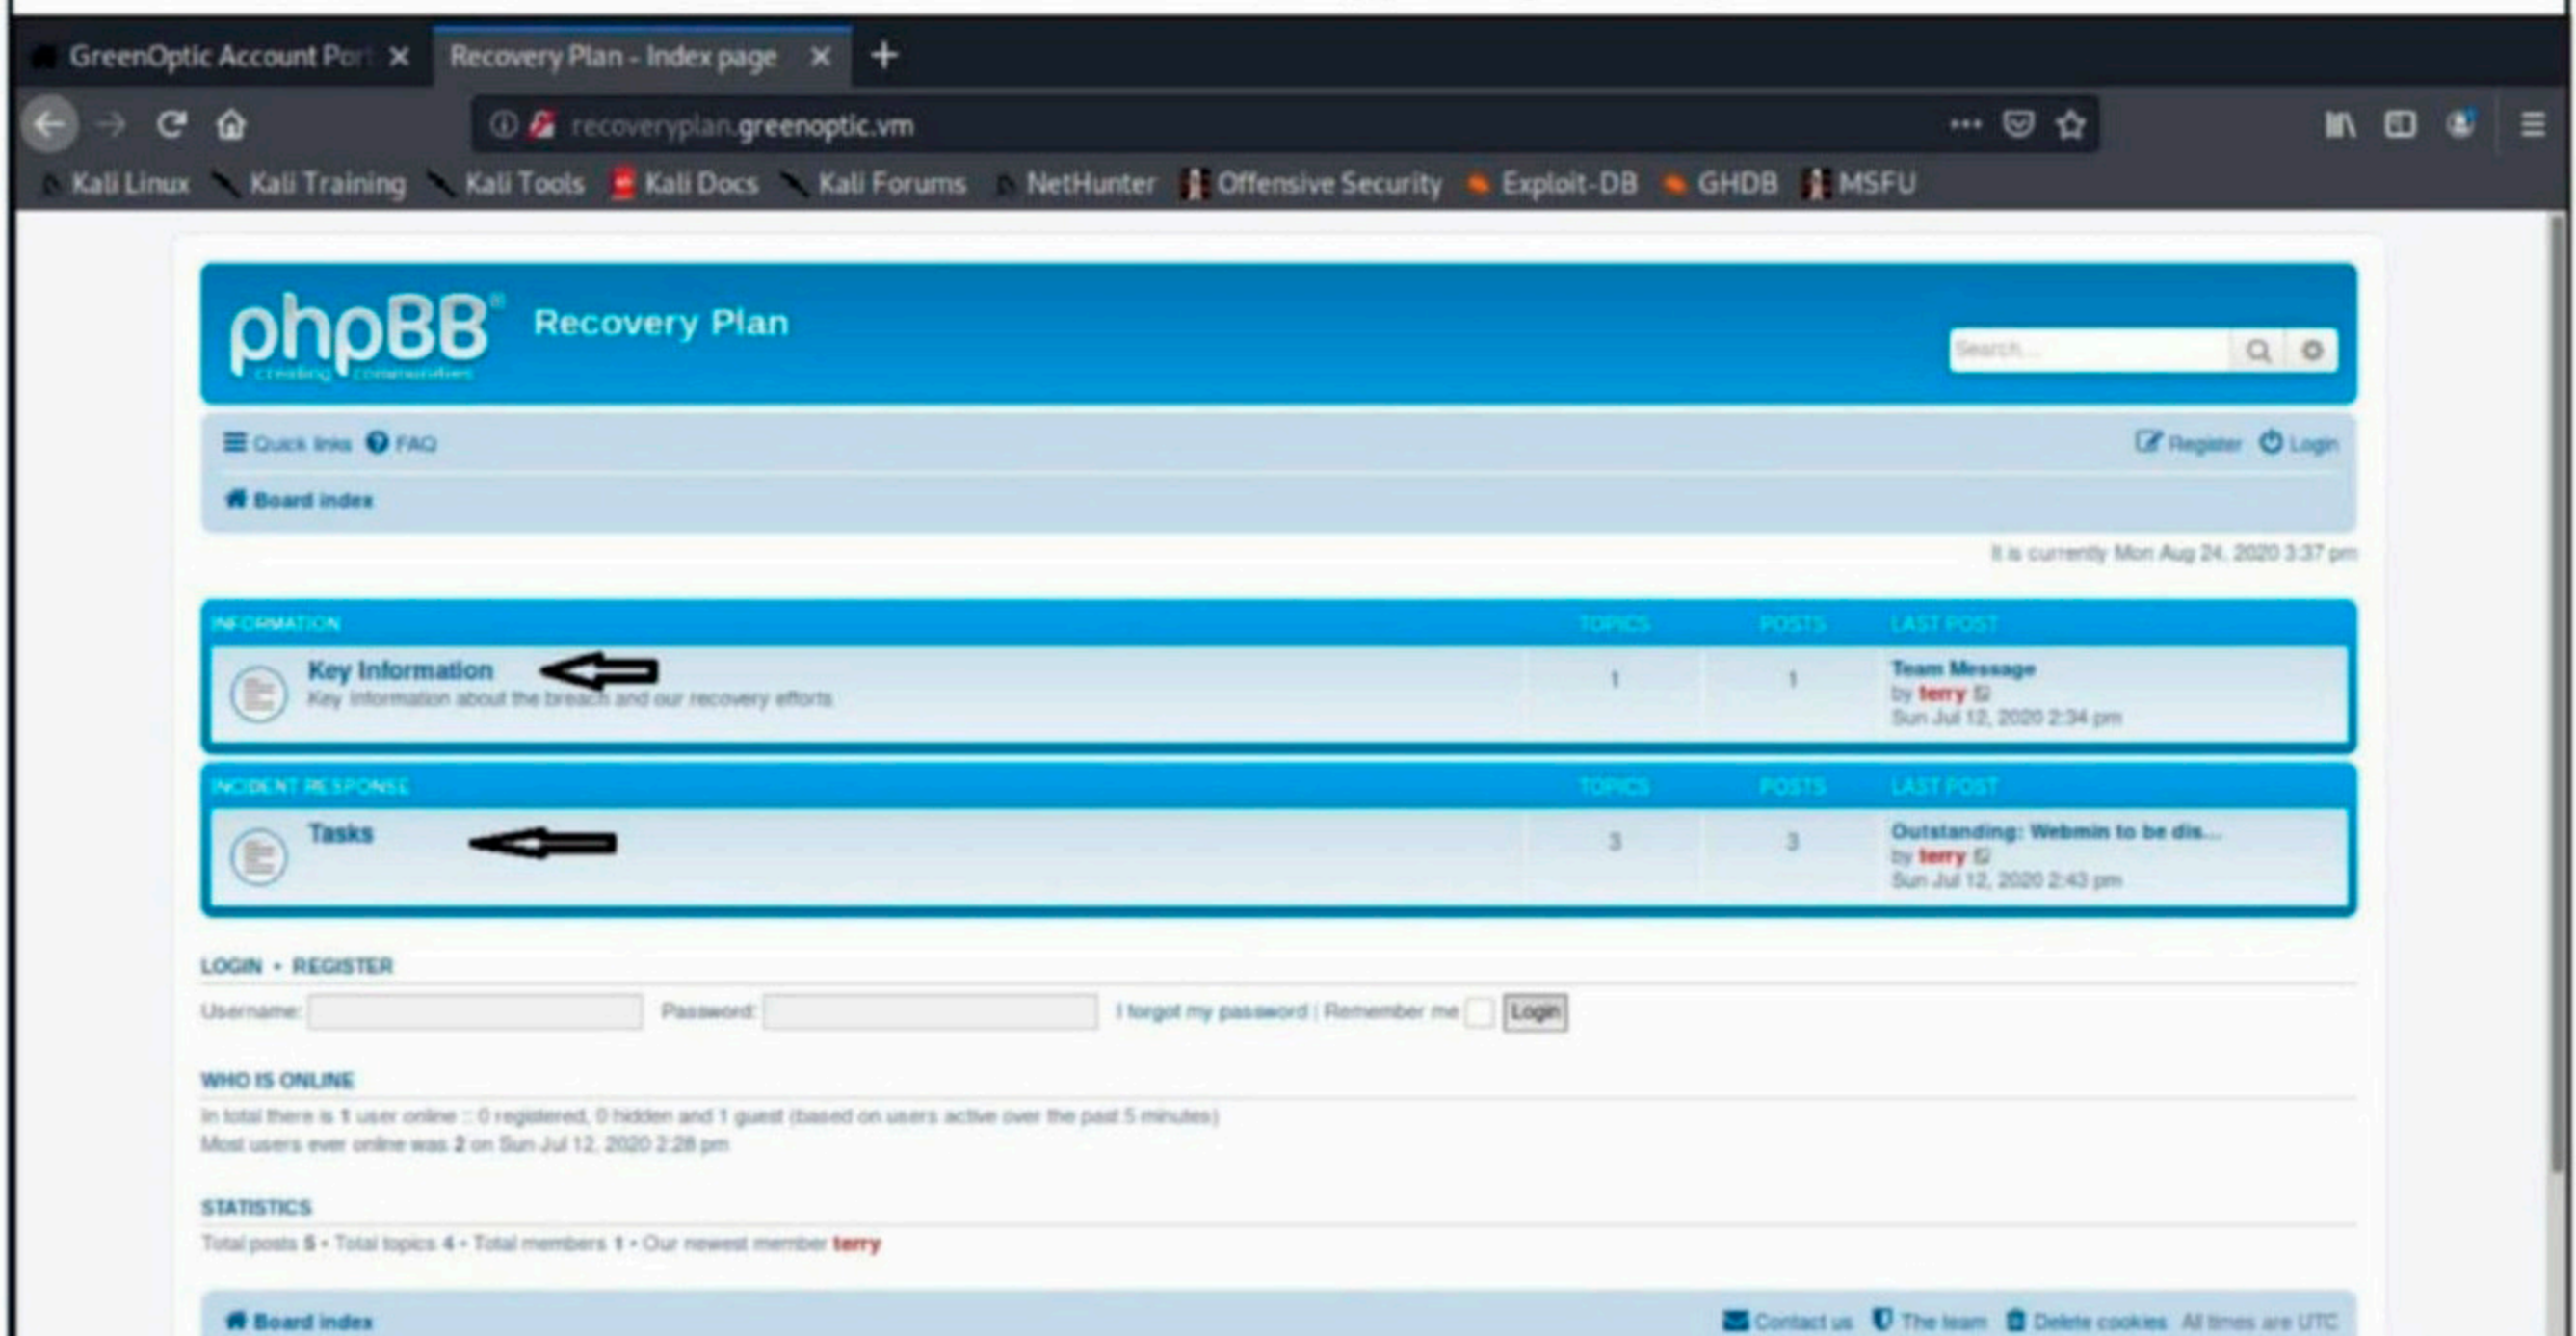 GreenOptic Account Por
Recovery Plan - Index page
recoveryplan.greenoptic.vm
Kali Linux Kali Training Kali Tools Kali Docs Kali Forums NetHunter Offensive Security Exploit-DB GHDB MSFU
phpBB® Recovery Plan
creating communities
Search...
Quick links FAQ Register Login
Board index
It is currently Mon Aug 24, 2020 3:37 pm
INFORMATION TOPICS POSTS LAST POST
Key Information 1 1 Team Message
Key information about the breach and our recovery efforts by terry
Sun Jul 12, 2020 2:34 pm
INCIDENT RESPONSE TOPICS POSTS LAST POST
Tasks 3 3 Outstanding: Webmin to be dis...
by terry
Sun Jul 12, 2020 2:43 pm
LOGIN • REGISTER
Username: Password: I forgot my password | Remember me Login
WHO IS ONLINE
In total there is 1 user online :: 0 registered, 0 hidden and 1 guest (based on users active over the past 5 minutes)
Most users ever online was 2 on Sun Jul 12, 2020 2:28 pm
STATISTICS
Total posts 5 • Total topics 4 • Total members 1 • Our newest member terry
Board index Contact us The team Delete cookies All times are UTC